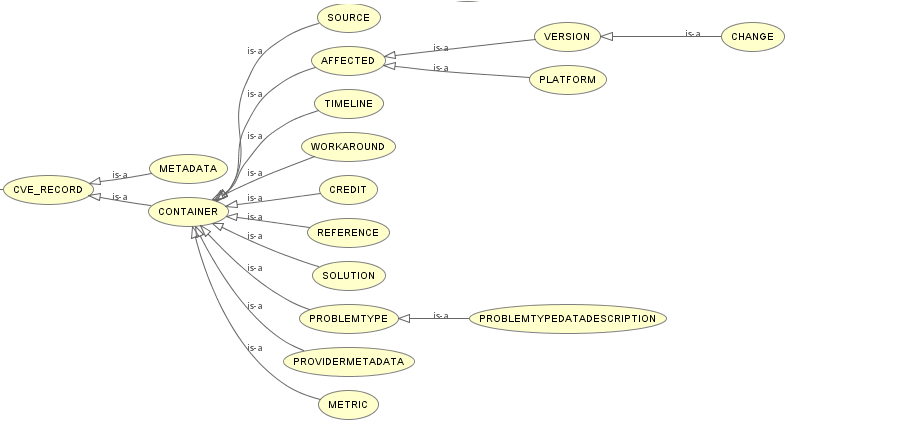 SOURCE
is-a
AFFECTED
is-a
is-a
is-a
VERSION
is-a
CHANGE
PLATFORM
TIMELINE
is-a
WORKAROUND
is-a
METADATA
is-a
CVE_RECORD
is-a
CONTAINER
CREDIT
is-a
REFERENCE
is-a
SOLUTION
is-a
PROBLEMTYPE
is-a
is-a
PROBLEMTYPEDATADESCRIPTION
PROVIDERMETADATA
is-a
METRIC
is-a